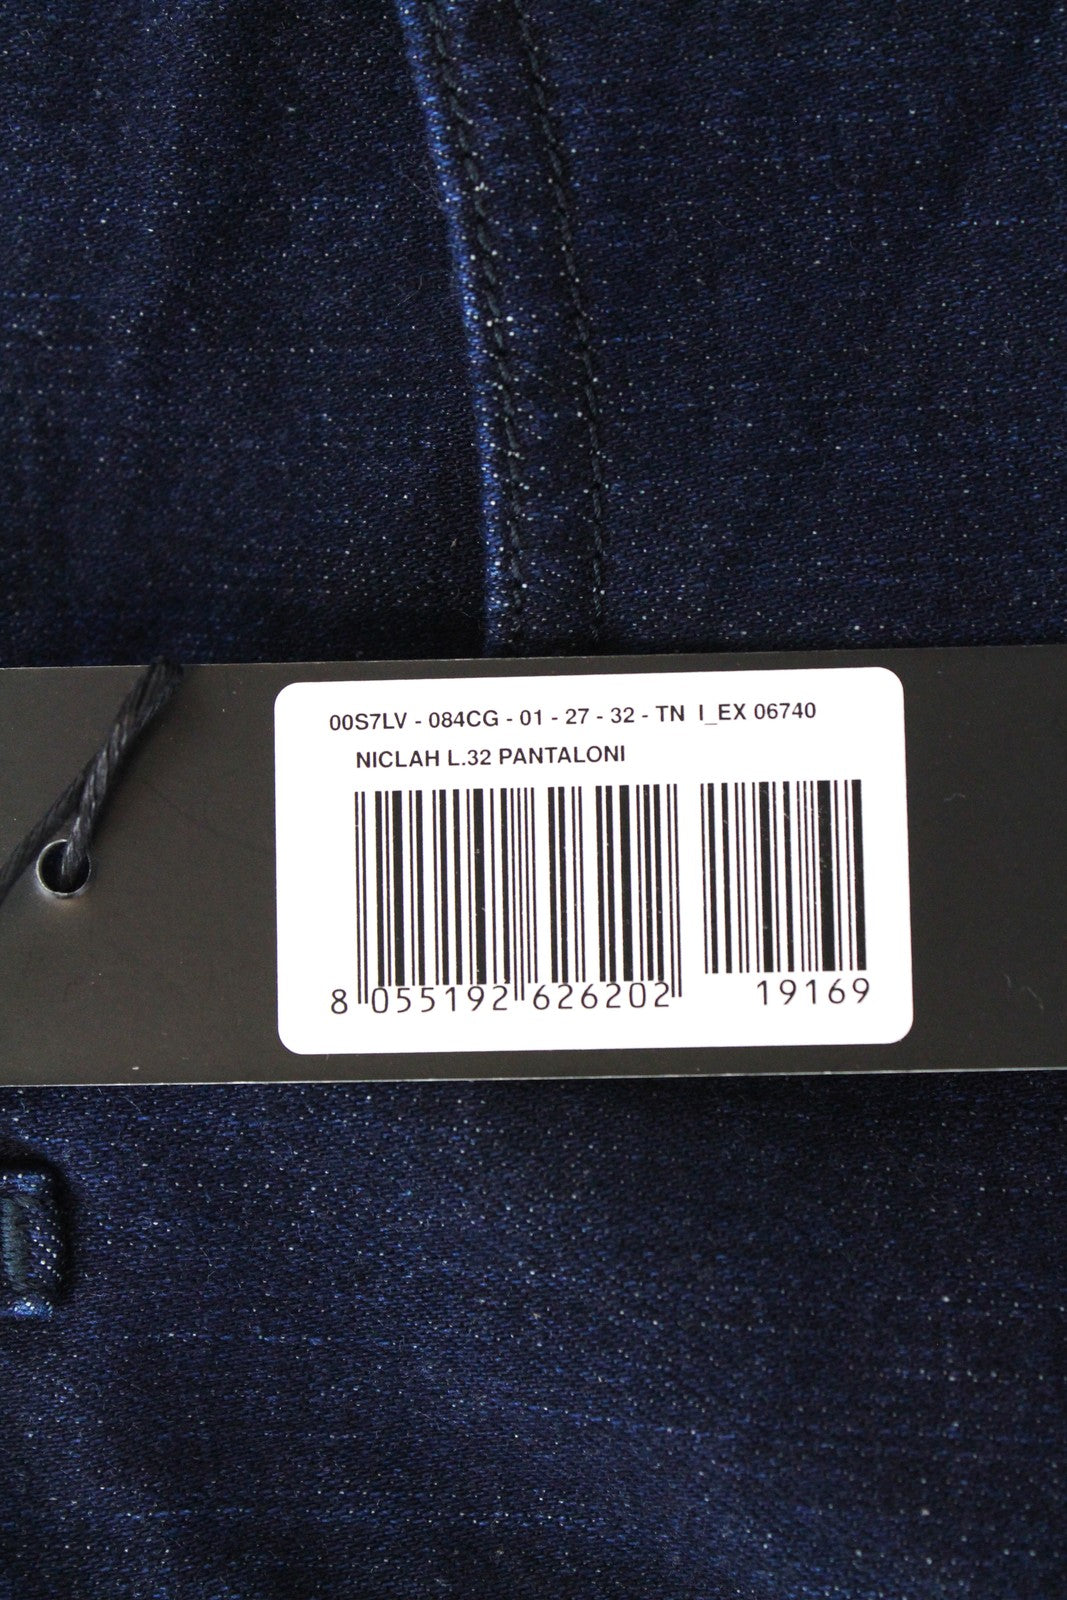 00S7LV - 084CG - 01 - 27 - 32 - TN I_EX 06740
NICLAH L.32 PANTALONI
8 055192 626202 19169